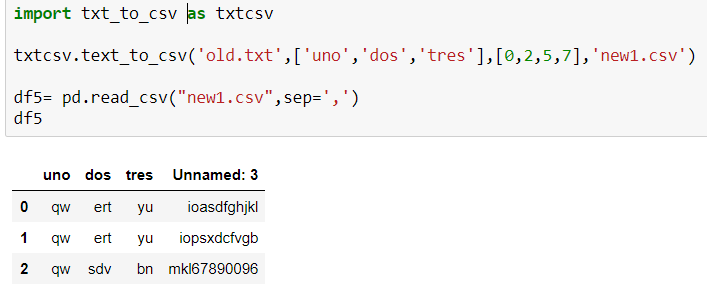 import txt_to_csv as txtcsv
txtcsv.text_to_csv('old.txt',['uno','dos','tres'],[0,2,5,7],'new1.csv')
df5= pd.read_csv("new1.csv",sep=',')
df5
uno dos tres Unnamed: 3
0 qw ert yu ioasdfghjkl
1 qw ert yu iopsxdcfvgb
2 qw sdv bn mkl67890096